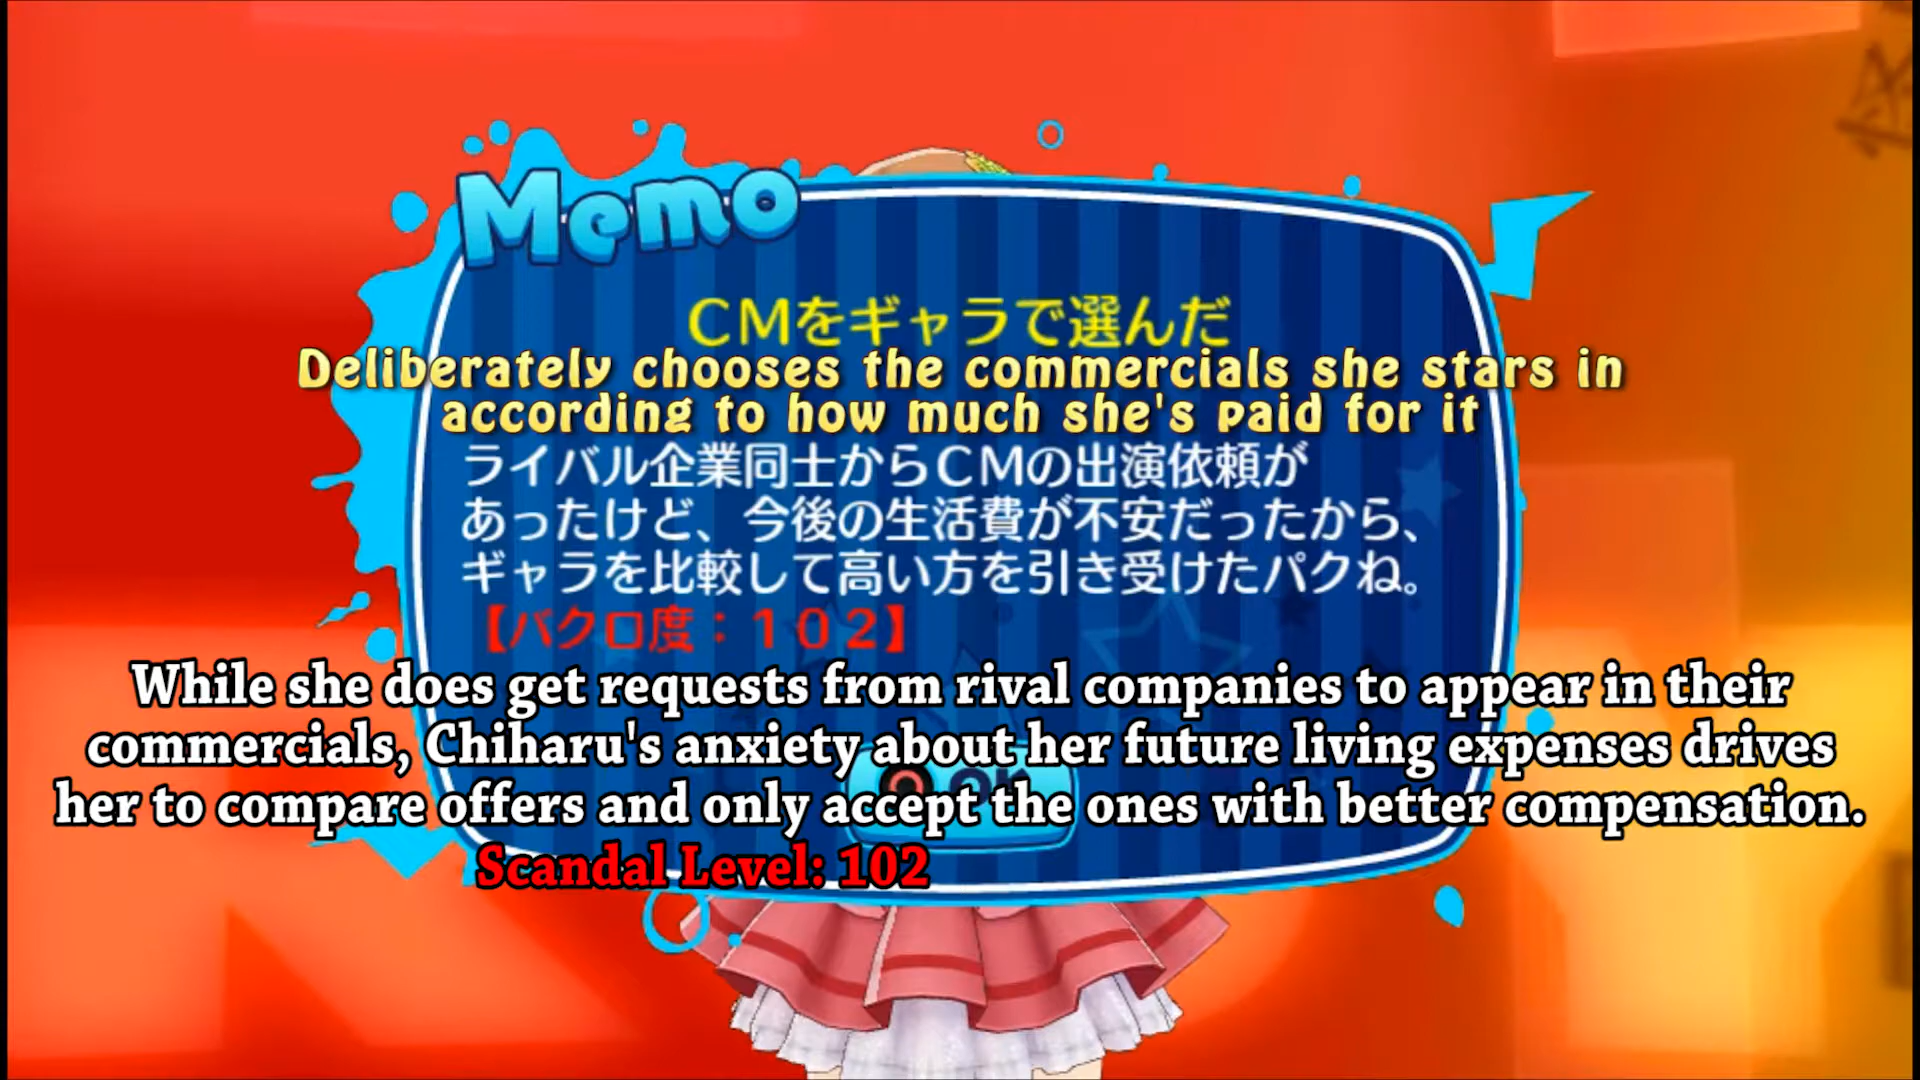 Memo
CMをギャラで選んだ
Deliberately chooses the commercials she stars in
according to how much she's paid for it
ライバル企業同士からCMの出演依頼が
あったけど、今後の生活費が不安だったから、
ギャラを比較して高い方を引き受けたパクね。
【バクロ度:102】
While she does get requests from rival companies to appear in their
commercials, Chiharu's anxiety about her future living expenses drives
OK
her to compare offers and only accept the ones with better compensation.
Scandal Level: 102